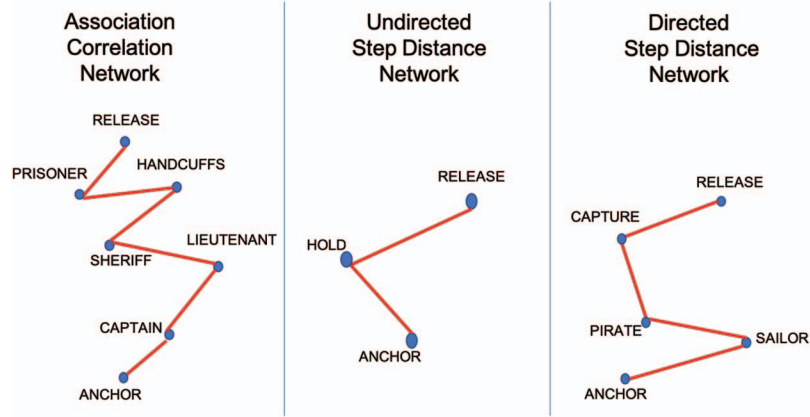 Association
Correlation
Network
RELEASE
HANDCUFFS
PRISONER
LIEUTENANT
SHERIFF
CAPTAIN
ANCHOR
Undirected
Step Distance
Network
RELEASE
HOLD
ANCHOR
Directed
Step Distance
Network
RELEASE
CAPTURE
PIRATE
SAILOR
ANCHOR